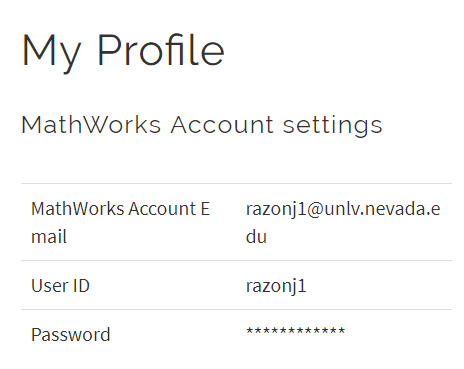 My Profile
MathWorks Account settings
MathWorks Account E
mail
razonj1@unlv.nevada.e
du
User ID
razonj1
Password
************